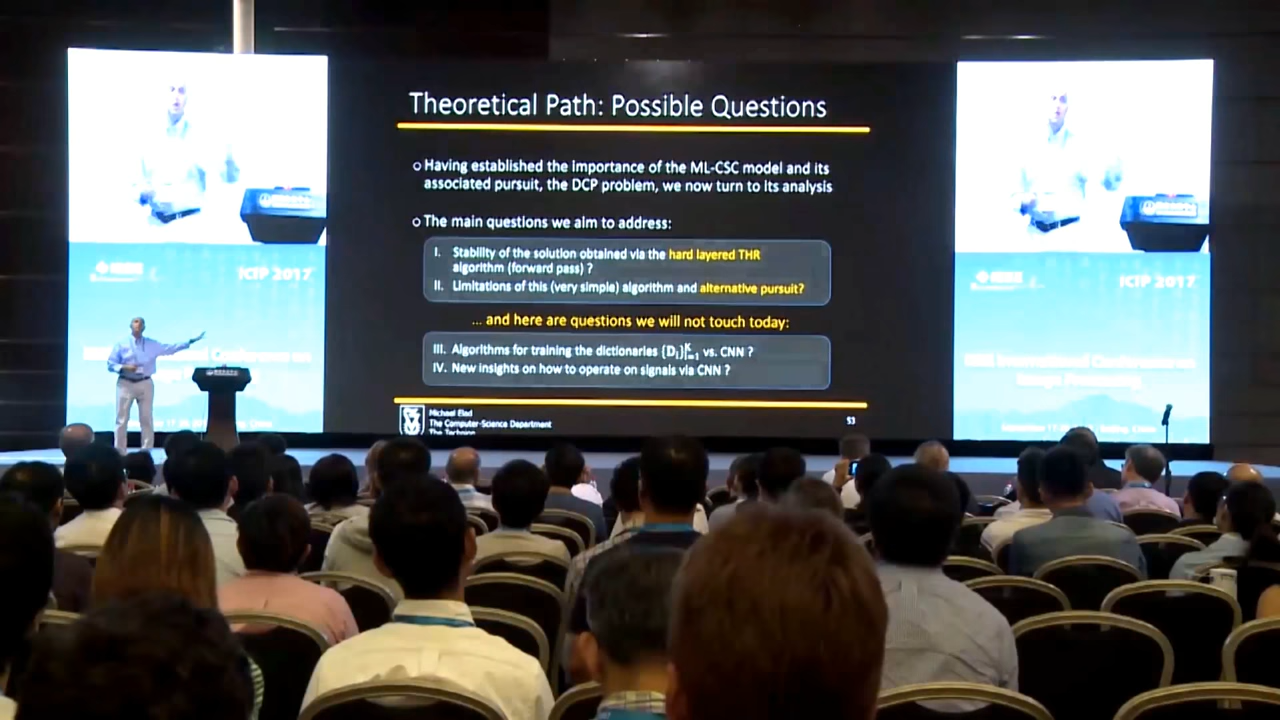 Theoretical Path: Possible Questions
Having established the importance of the ML-CSC model and its
associated pursuit, the DCP problem, we now turn to its analysis
The main questions we aim to address:
I. Stability of the solution obtained via the hard layered THR
algorithm (forward pass) ?
II. Limitations of this (very simple) algorithm and alternative pursuit?
... and here are questions we will not touch today:
III. Algorithms for training the dictionaries {Dᵢ}ᵢ₌₁ᴷ vs. CNN ?
IV. New insights on how to operate on signals via CNN ?
Michael Elad
The Computer-Science Department
The
53
ICIP 2017
ICIP 2017